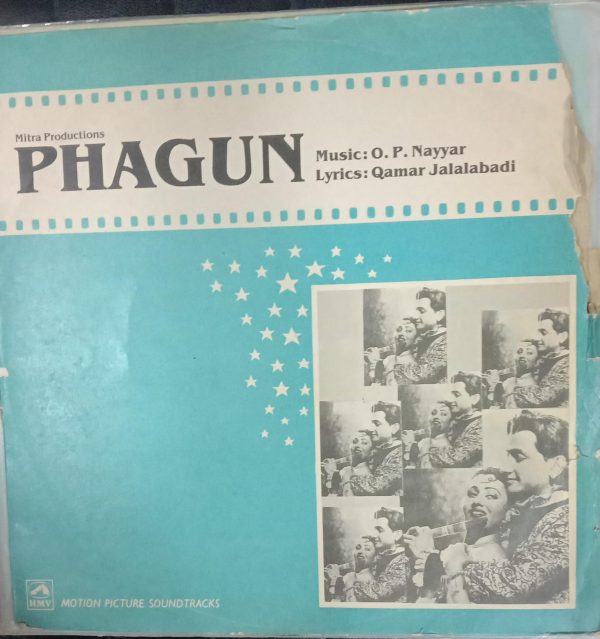 Mitra Productions
PHAGUN
Music: O. P. Nayyar
Lyrics: Qamar Jalalabadi
HMV
MOTION PICTURE SOUNDTRACKS